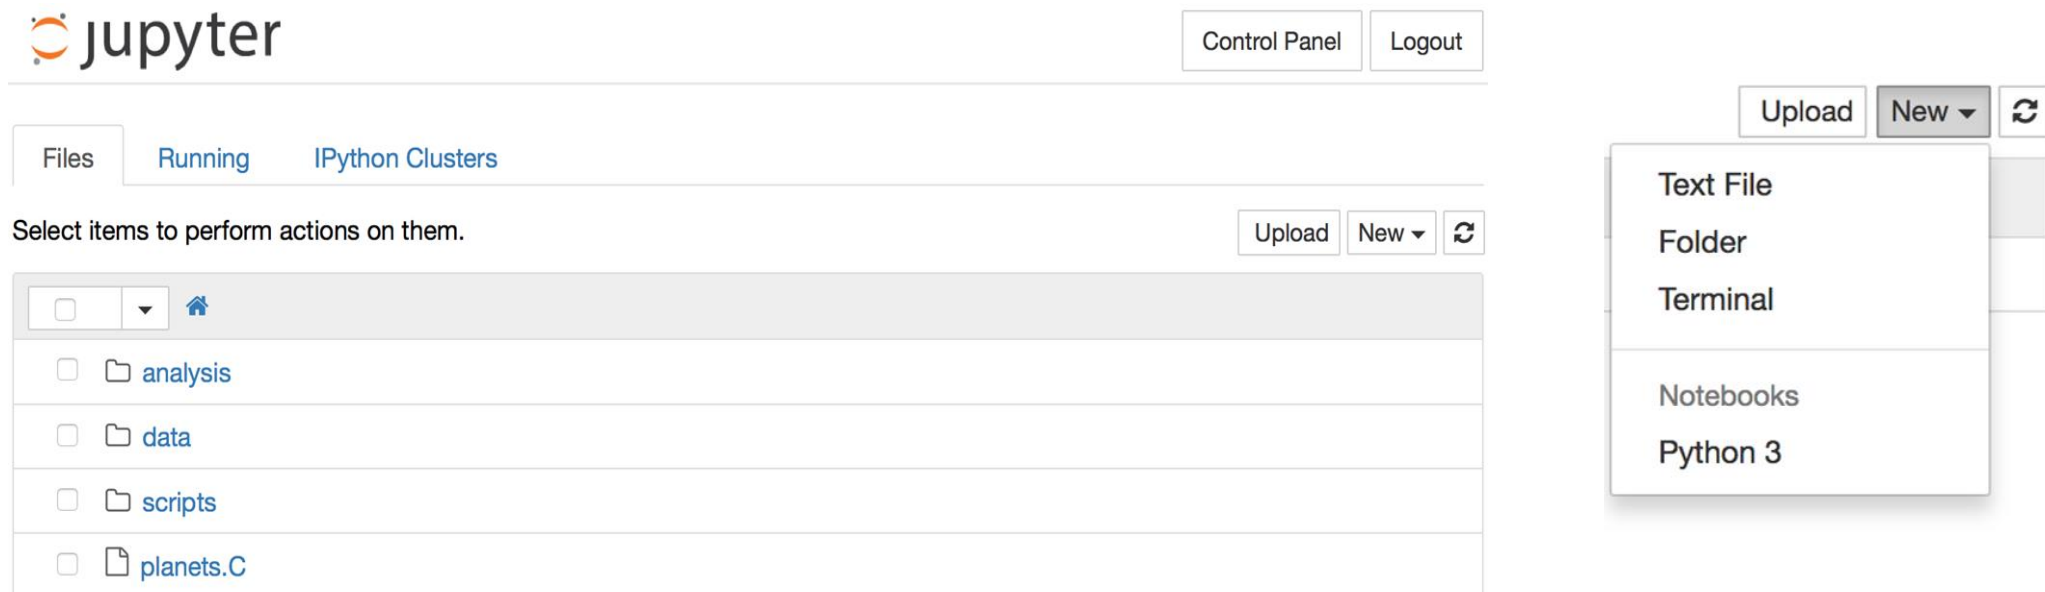 jupyter
Control Panel
Logout
Files
Running
IPython Clusters
Select items to perform actions on them.
Upload
New
analysis
data
scripts
planets.C
Upload
New
Text File
Folder
Terminal
Notebooks
Python 3